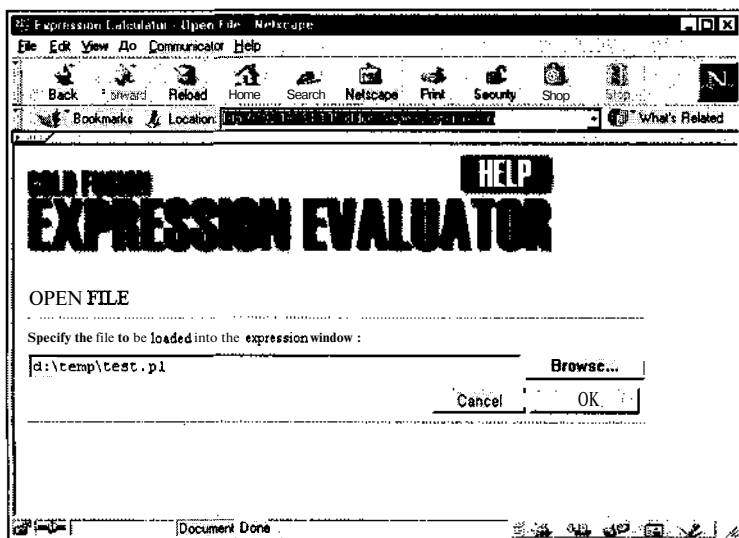 Expression Calculator - Open File - Netscape
File Edit View Go Communicator Help
Back Forward Reload Home Search Netscape Print Security Shop Stop
Bookmarks Location: What's Related
HELP
COLD FUSION
EXPRESSION EVALUATOR
OPEN FILE
Specify the file to be loaded into the expression window :
d:\temp\test.pl Browse...
Cancel OK
Document Done